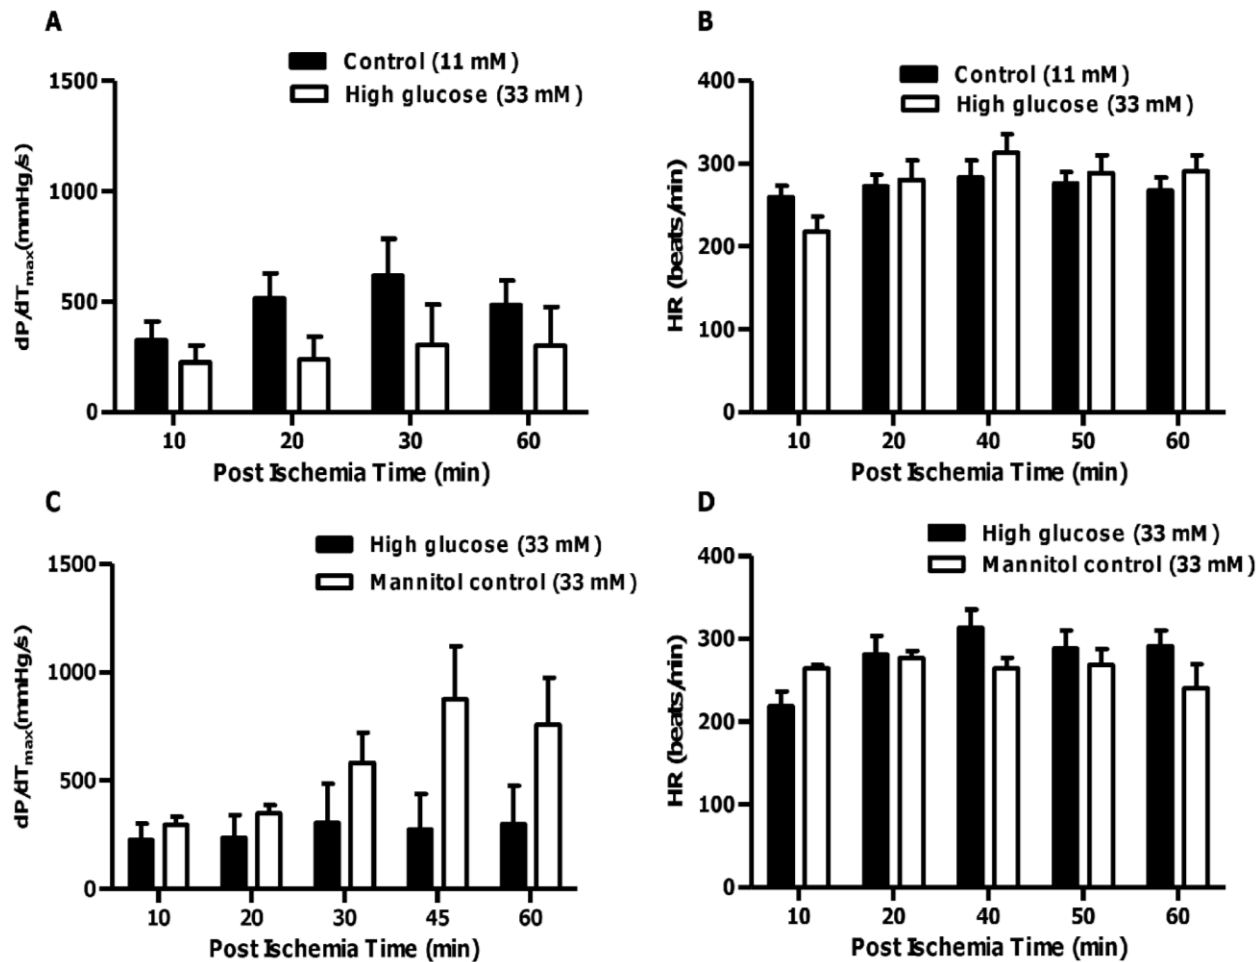 A
Control (11 mM)
High glucose (33 mM)
1500
1000
500
0
dP/dT max (mmHg/s)
10 20 30 60
Post Ischemia Time (min)
B
Control (11 mM)
High glucose (33 mM)
400
300
200
100
0
HR (beats/min)
10 20 40 50 60
Post Ischemia Time (min)
C
High glucose (33 mM)
Mannitol control (33 mM)
1500
1000
500
0
dP/dT max (mmHg/s)
10 20 30 45 60
Post Ischemia Time (min)
D
High glucose (33 mM)
Mannitol control (33 mM)
400
300
200
100
0
HR (beats/min)
10 20 40 50 60
Post Ischemia Time (min)